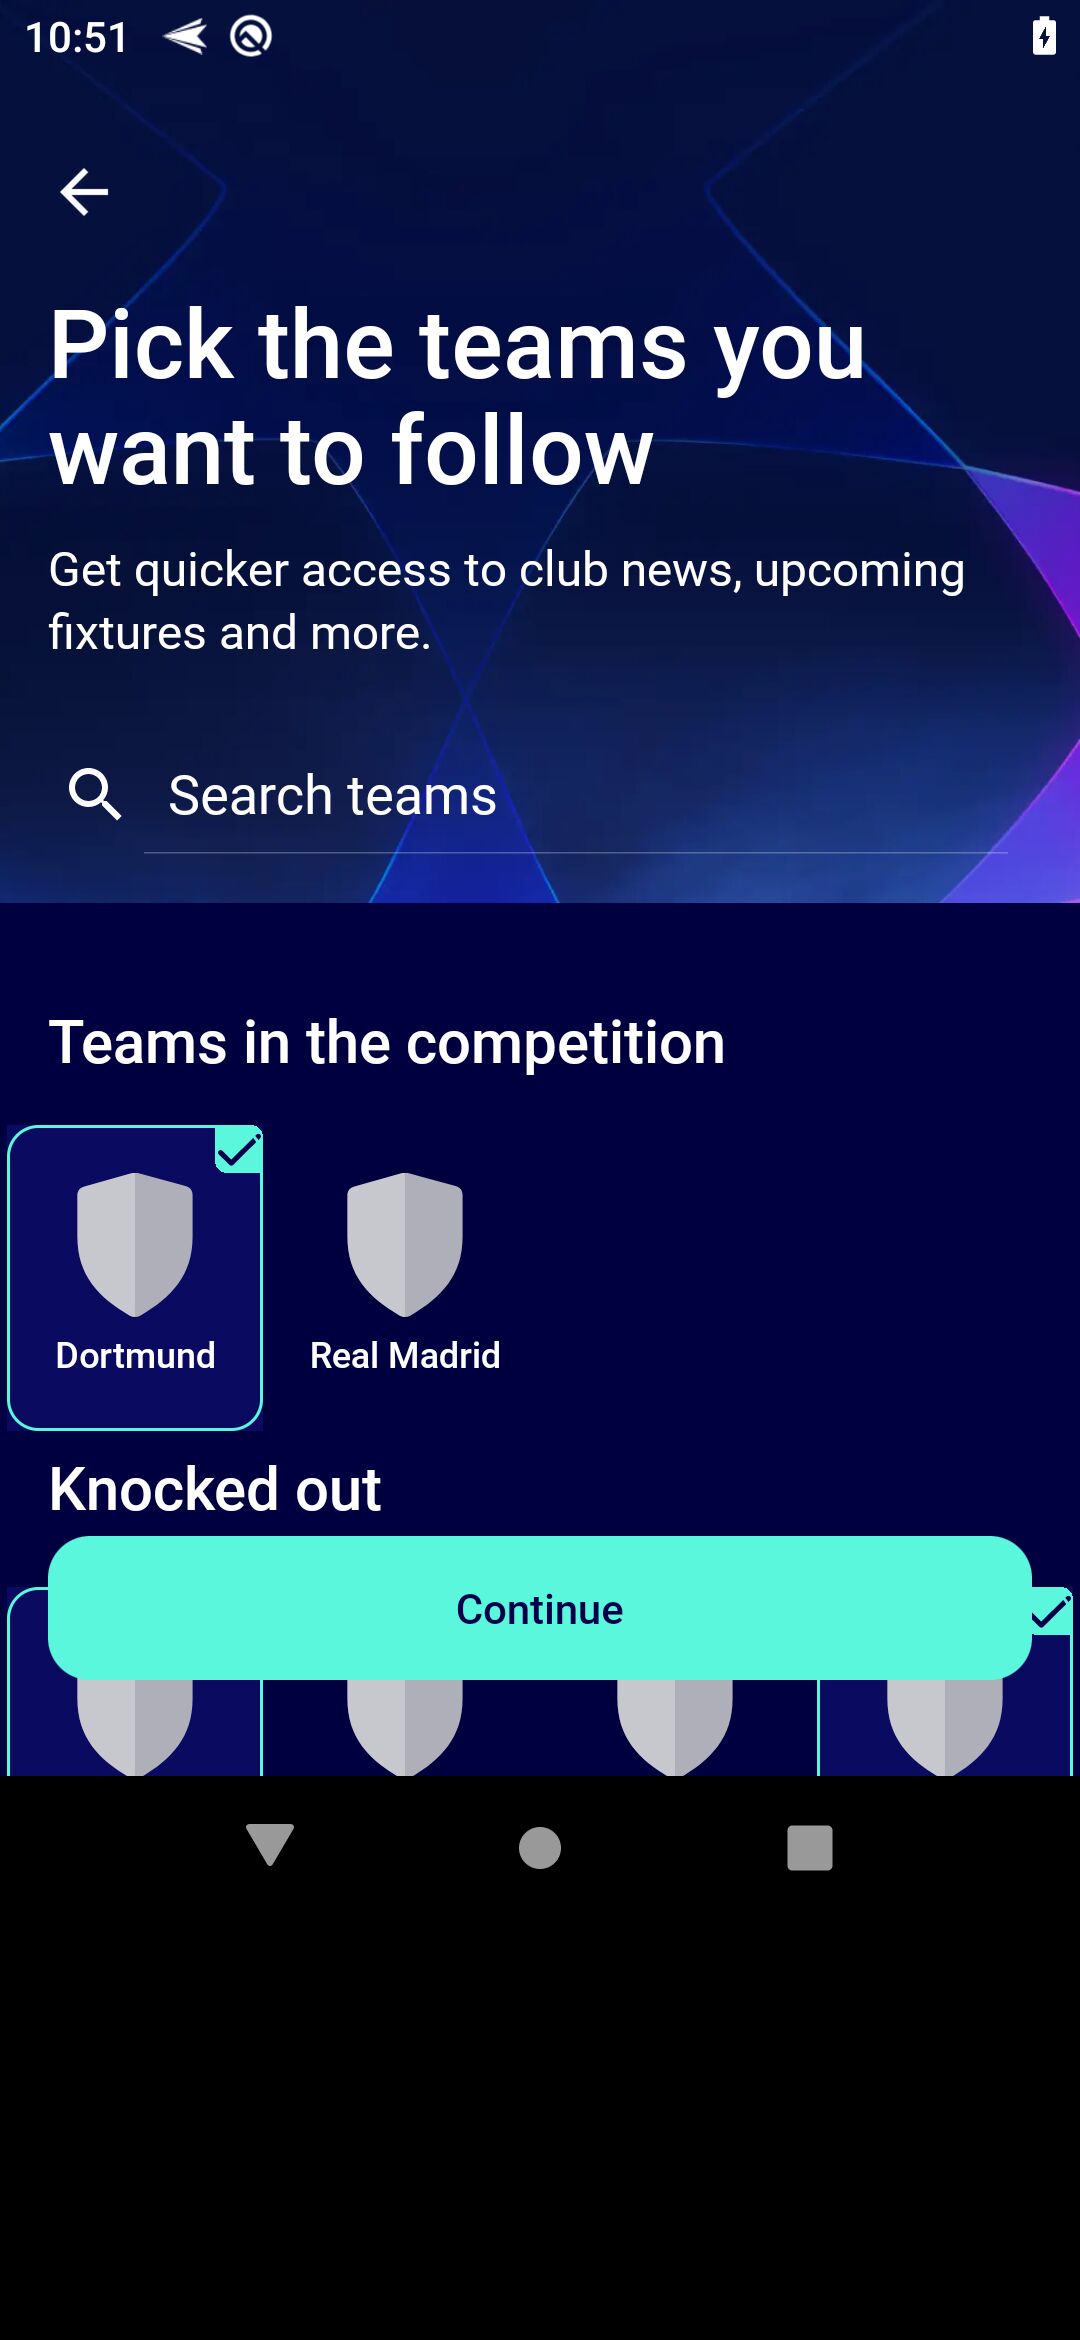 10:51
Pick the teams you
want to follow
Get quicker access to club news, upcoming
fixtures and more.
Search teams
Teams in the competition
Dortmund
Real Madrid
Knocked out
Continue